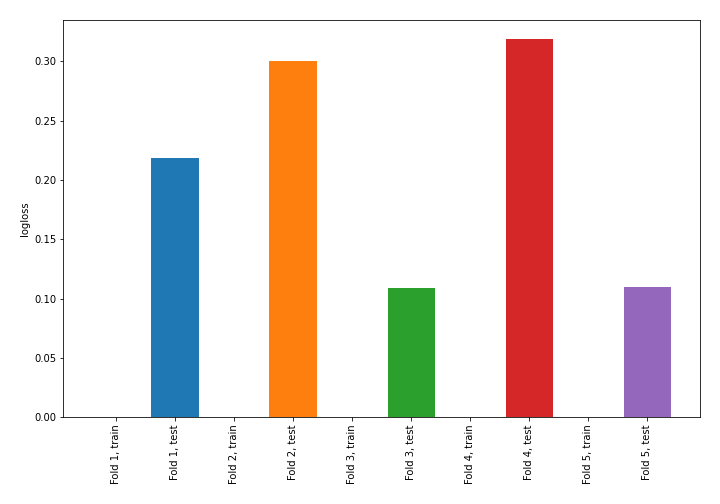 logloss
0.30
0.25
0.20
0.15
0.10
0.05
0.00
Fold 1, train
Fold 1, test
Fold 2, train
Fold 2, test
Fold 3, train
Fold 3, test
Fold 4, train
Fold 4, test
Fold 5, train
Fold 5, test